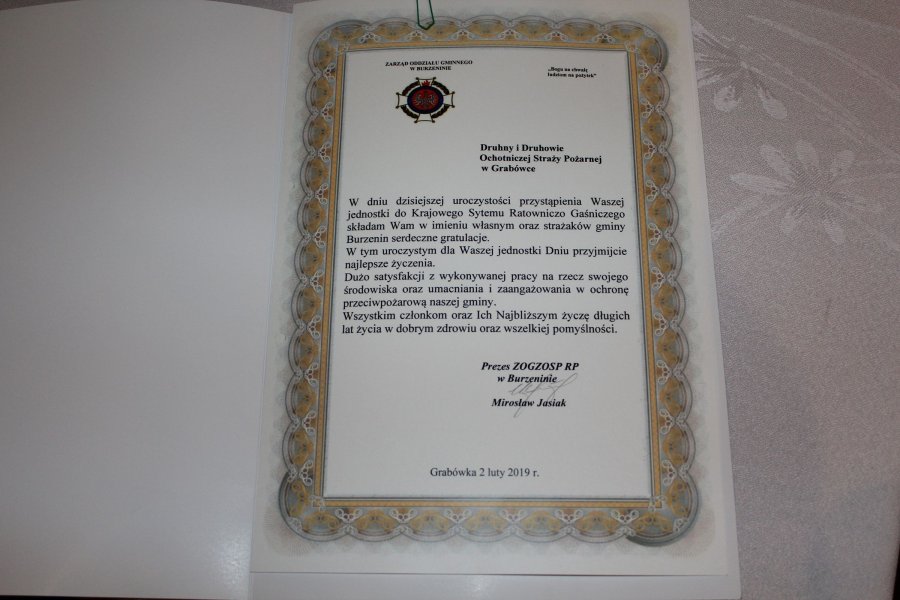 ZARZĄD ODDZIAŁU GMINNEGO
W BURZENINIE
„Bogu na chwałę
ludziom na pożytek”
Druhny i Druhowie
Ochotniczej Straży Pożarnej
w Grabówce
W dniu dzisiejszej uroczystości przystąpienia Waszej
jednostki do Krajowego Sytemu Ratowniczo Gaśniczego
składam Wam w imieniu własnym oraz strażaków gminy
Burzenin serdeczne gratulacje.
W tym uroczystym dla Waszej jednostki Dniu przyjmijcie
najlepsze życzenia.
Dużo satysfakcji z wykonywanej pracy na rzecz swojego
środowiska oraz umacniania i zaangażowania w ochronę
przeciwpożarową naszej gminy.
Wszystkim członkom oraz Ich Najbliższym życzę długich
lat życia w dobrym zdrowiu oraz wszelkiej pomyślności.
Prezes ZOGZOSP RP
w Burzeninie
Mirosław Jasiak
Grabówka 2 luty 2019 r.